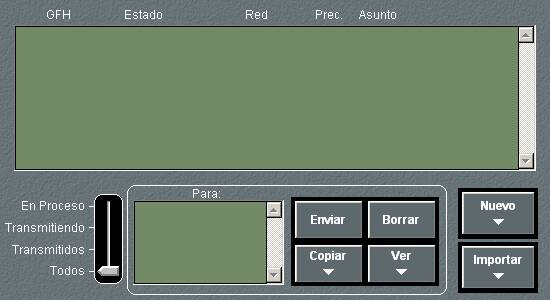 GFH Estado Red Prec. Asunto
Para:
En Proceso
Transmitiendo
Transmitidos
Todos
Enviar Borrar
Copiar Ver
Nuevo
Importar